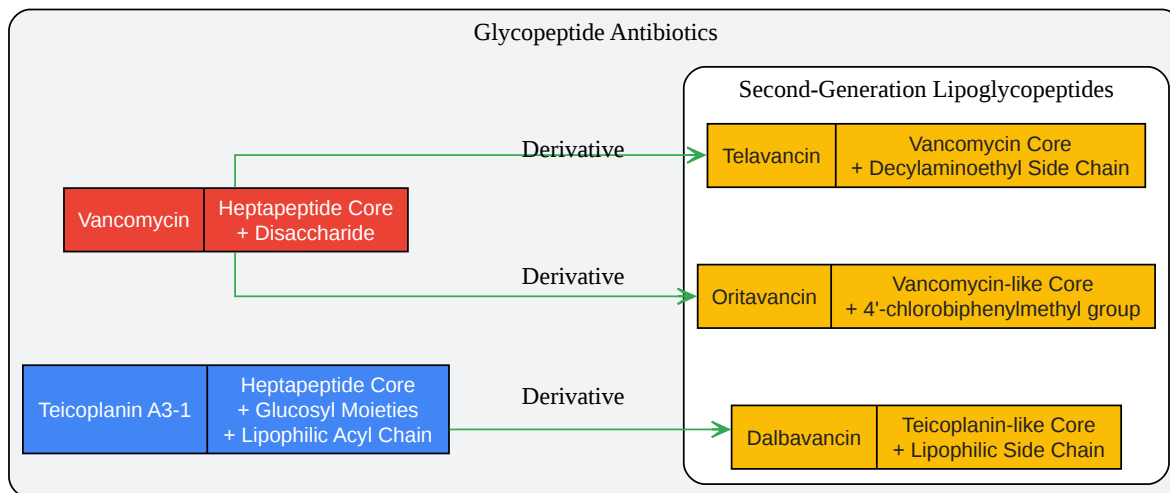 Glycopeptide Antibiotics
Second-Generation Lipoglycopeptides
Derivative
Telavancin
Vancomycin Core
+ Decylaminoethyl Side Chain
Vancomycin
Heptapeptide Core
+ Disaccharide
Derivative
Oritavancin
Vancomycin-like Core
+ 4'-chlorobiphenylmethyl group
Teicoplanin A3-1
Heptapeptide Core
+ Glucosyl Moieties
+ Lipophilic Acyl Chain
Derivative
Dalbavancin
Teicoplanin-like Core
+ Lipophilic Side Chain